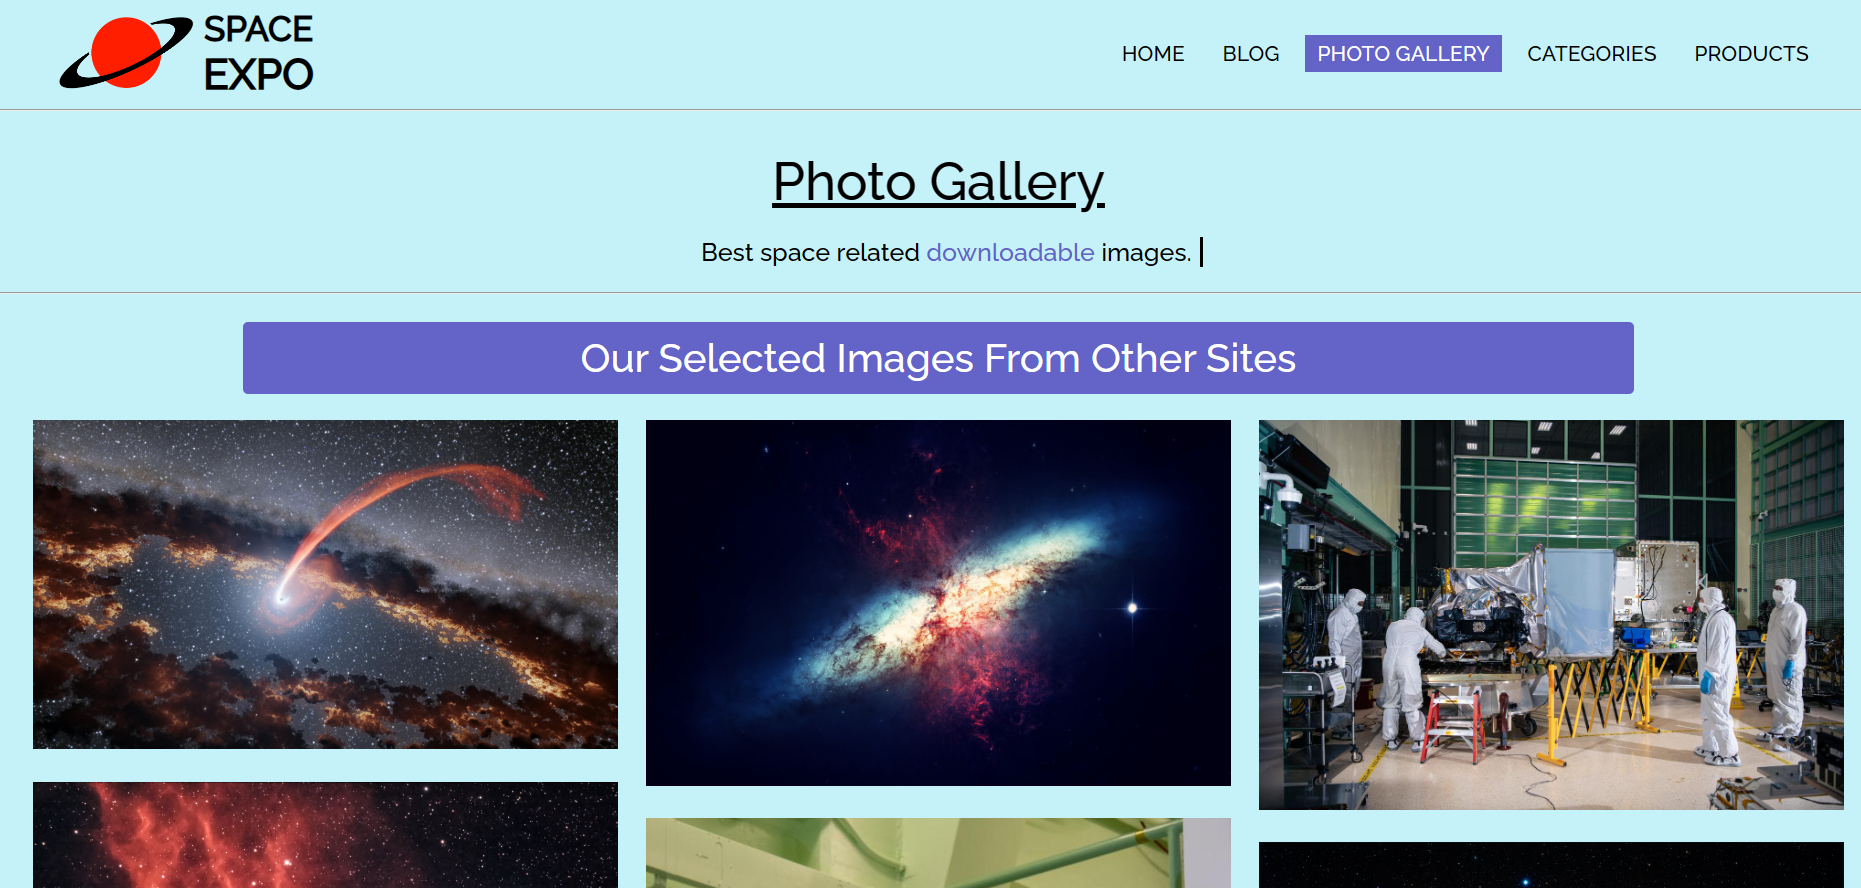 SPACE
EXPO
HOME BLOG PHOTO GALLERY CATEGORIES PRODUCTS
Photo Gallery
Best space related downloadable images.
Our Selected Images From Other Sites